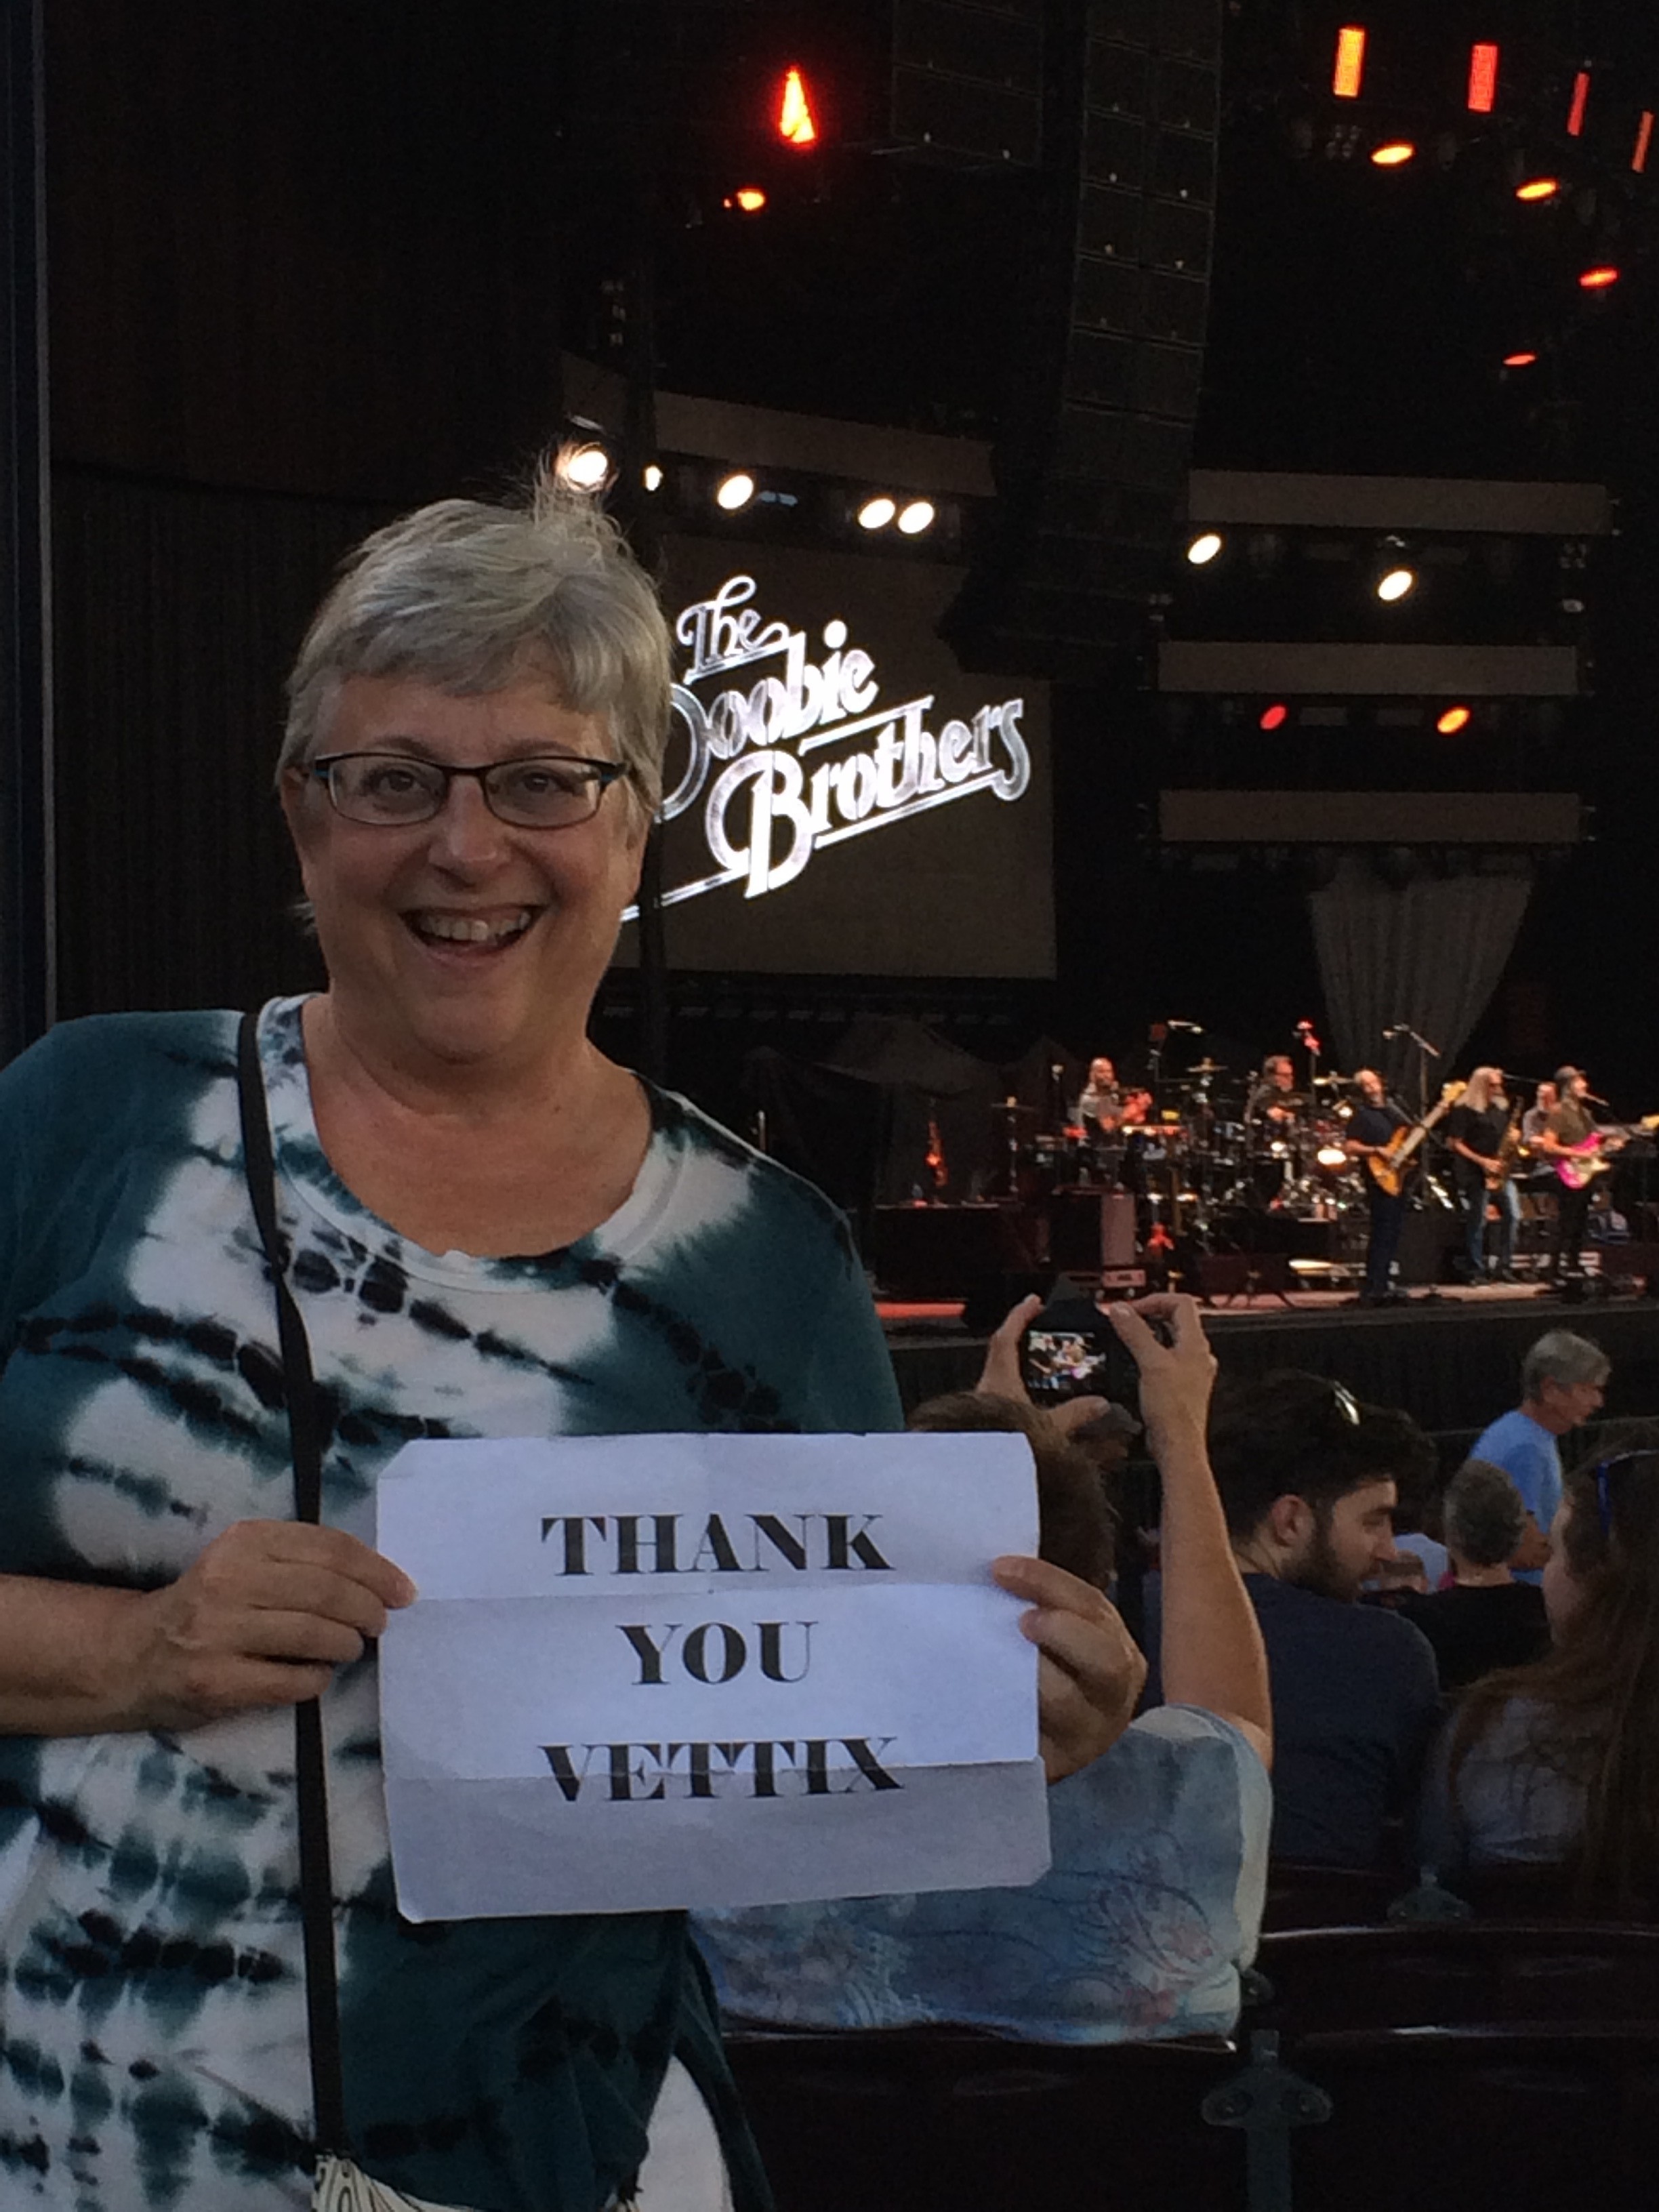 The
Doobie
Brothers
THANK
YOU
VETTIX